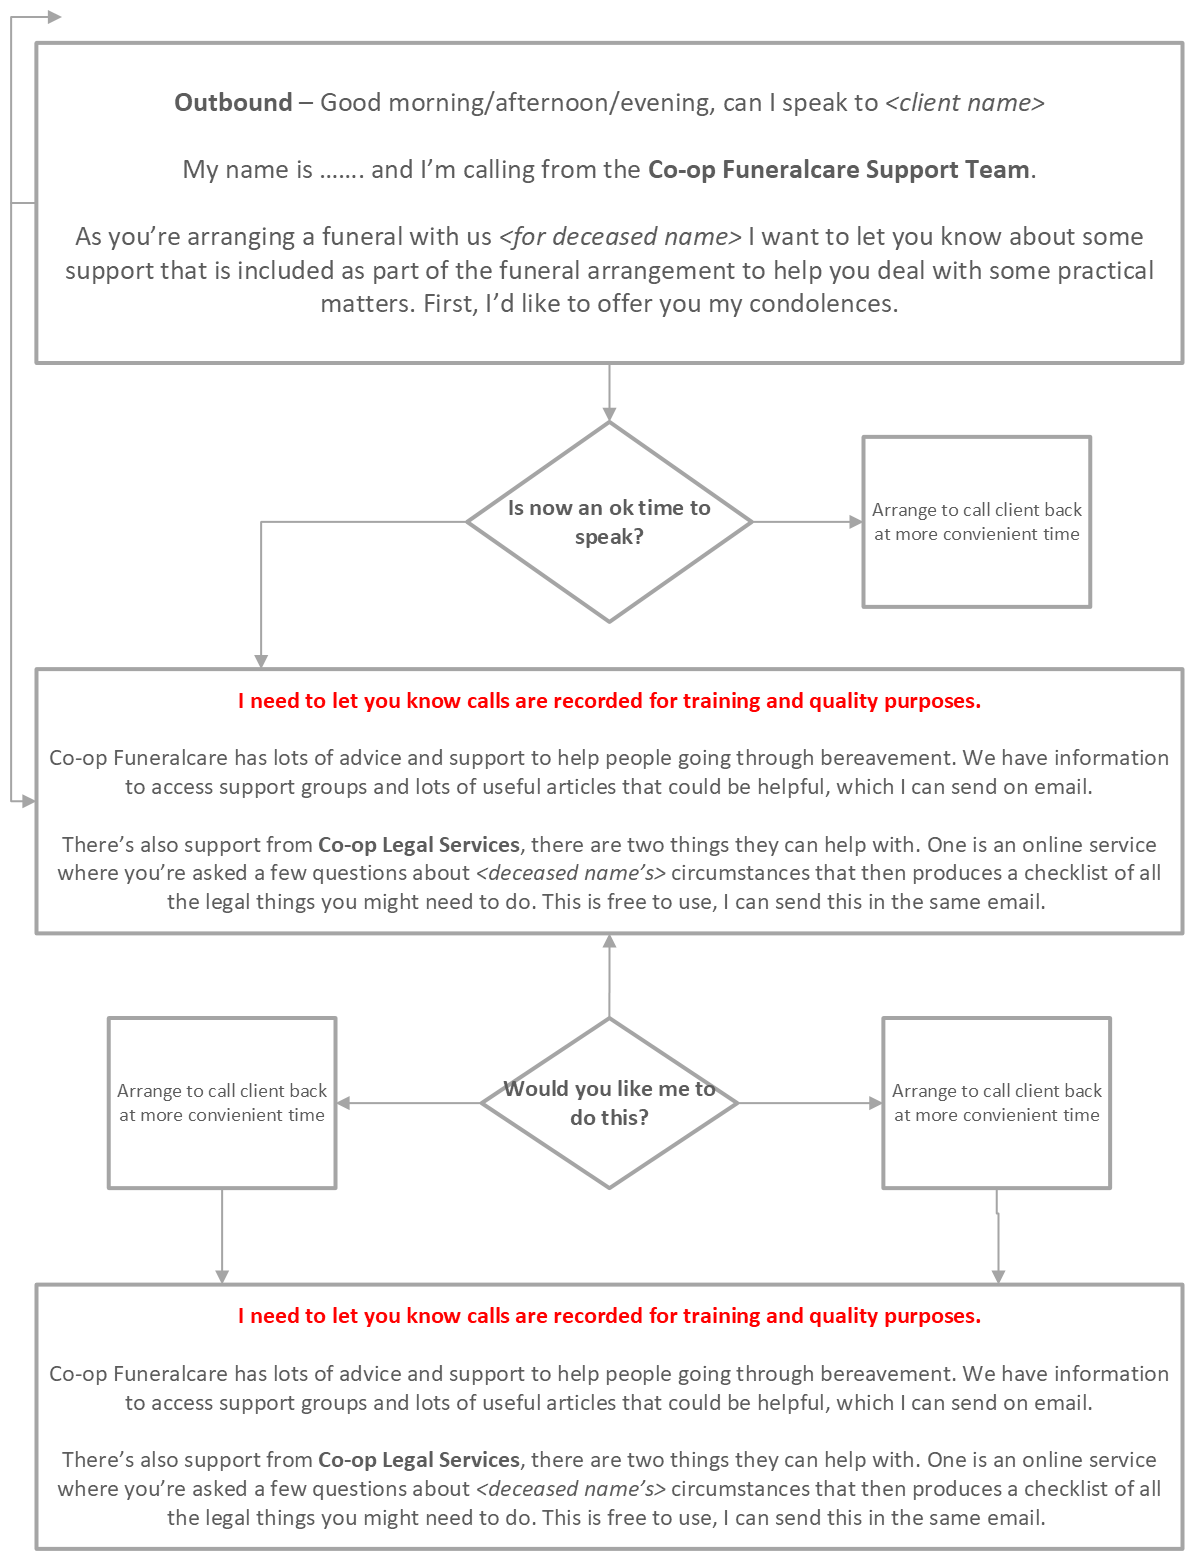 Outbound – Good morning/afternoon/evening, can I speak to <client name>
My name is ....... and I’m calling from the Co-op Funeralcare Support Team.
As you’re arranging a funeral with us <for deceased name> I want to let you know about some
support that is included as part of the funeral arrangement to help you deal with some practical
matters. First, I’d like to offer you my condolences.
Is now an ok time to
speak?
Arrange to call client back
at more convienient time
I need to let you know calls are recorded for training and quality purposes.
Co-op Funeralcare has lots of advice and support to help people going through bereavement. We have information
to access support groups and lots of useful articles that could be helpful, which I can send on email.
There’s also support from Co-op Legal Services, there are two things they can help with. One is an online service
where you’re asked a few questions about <deceased name’s> circumstances that then produces a checklist of all
the legal things you might need to do. This is free to use, I can send this in the same email.
Arrange to call client back
at more convienient time
Would you like me to
do this?
Arrange to call client back
at more convienient time
I need to let you know calls are recorded for training and quality purposes.
Co-op Funeralcare has lots of advice and support to help people going through bereavement. We have information
to access support groups and lots of useful articles that could be helpful, which I can send on email.
There’s also support from Co-op Legal Services, there are two things they can help with. One is an online service
where you’re asked a few questions about <deceased name’s> circumstances that then produces a checklist of all
the legal things you might need to do. This is free to use, I can send this in the same email.